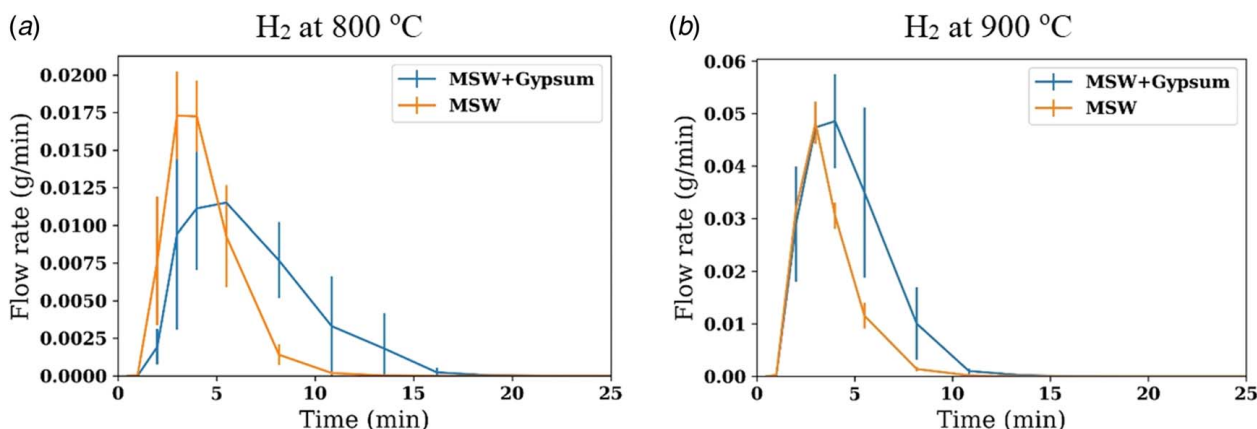 (a) H₂ at 800 °C
MSW+Gypsum
MSW
0.0200
0.0175
0.0150
0.0125
0.0100
0.0075
0.0050
0.0025
0.0000
Flow rate (g/min)
0 5 10 15 20 25
Time (min)
(b) H₂ at 900 °C
MSW+Gypsum
MSW
0.06
0.05
0.04
0.03
0.02
0.01
0.00
Flow rate (g/min)
0 5 10 15 20 25
Time (min)